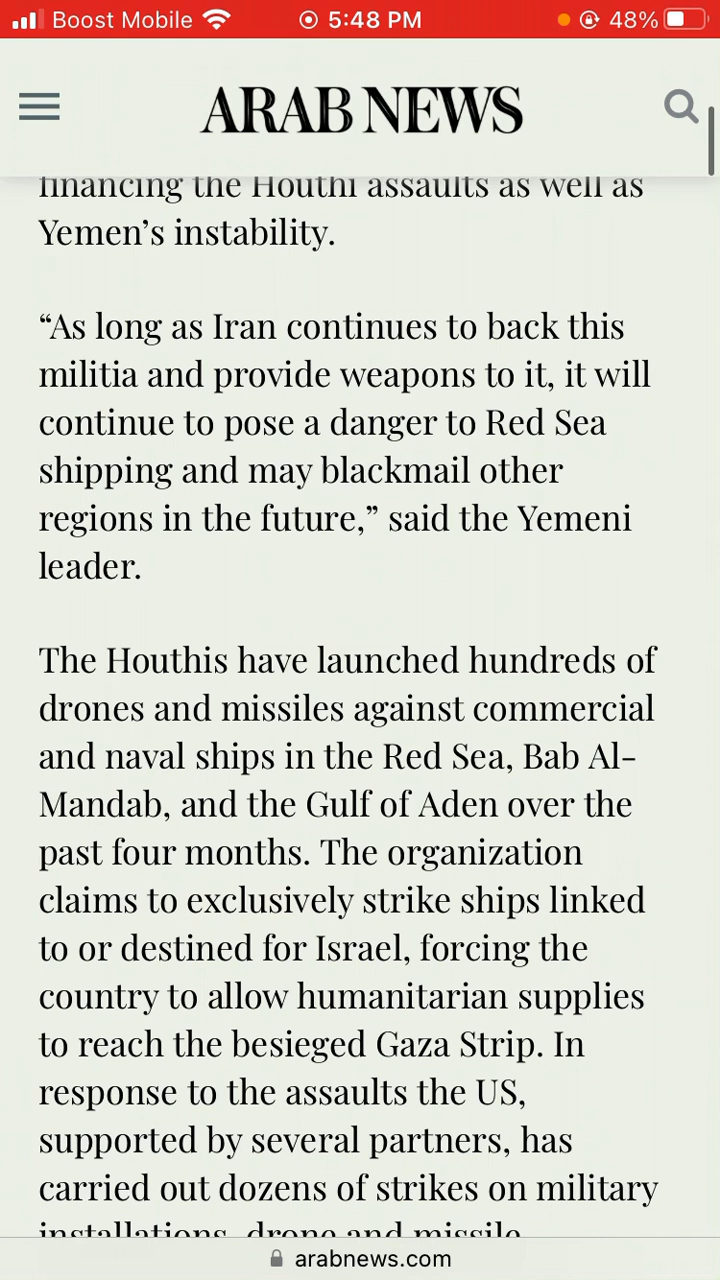 Boost Mobile 5:48 PM 48%
ARAB NEWS
financing the Houthi assaults as well as
Yemen’s instability.
“As long as Iran continues to back this
militia and provide weapons to it, it will
continue to pose a danger to Red Sea
shipping and may blackmail other
regions in the future,” said the Yemeni
leader.
The Houthis have launched hundreds of
drones and missiles against commercial
and naval ships in the Red Sea, Bab Al-
Mandab, and the Gulf of Aden over the
past four months. The organization
claims to exclusively strike ships linked
to or destined for Israel, forcing the
country to allow humanitarian supplies
to reach the besieged Gaza Strip. In
response to the assaults the US,
supported by several partners, has
carried out dozens of strikes on military
installations, drone and missile
arabnews.com